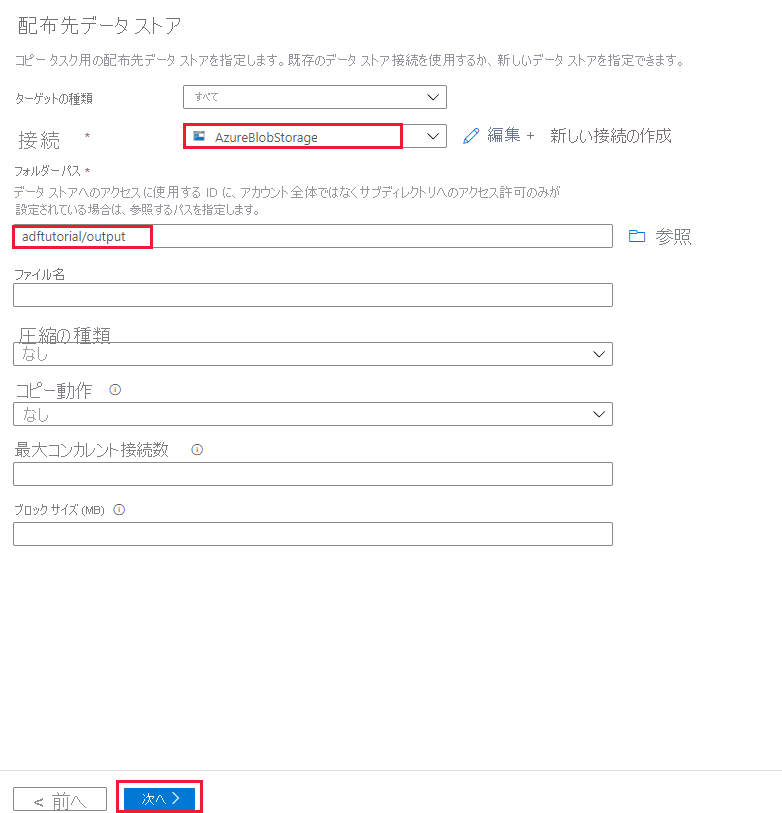 配布先データ ストア
コピー タスク用の配布先データ ストアを指定します。既存のデータ ストア接続を使用するか、新しいデータ ストアを指定できます。
ターゲットの種類 すべて
接続 * AzureBlobStorage 編集 + 新しい接続の作成
フォルダーパス *
データ ストアへのアクセスに使用する ID に、アカウント全体ではなくサブディレクトリへのアクセス許可のみが
設定されている場合は、参照するパスを指定します。
adftutorial/output 参照
ファイル名
圧縮の種類
なし
コピー動作
なし
最大コンカレント接続数
ブロック サイズ (MB)
< 前へ 次へ >